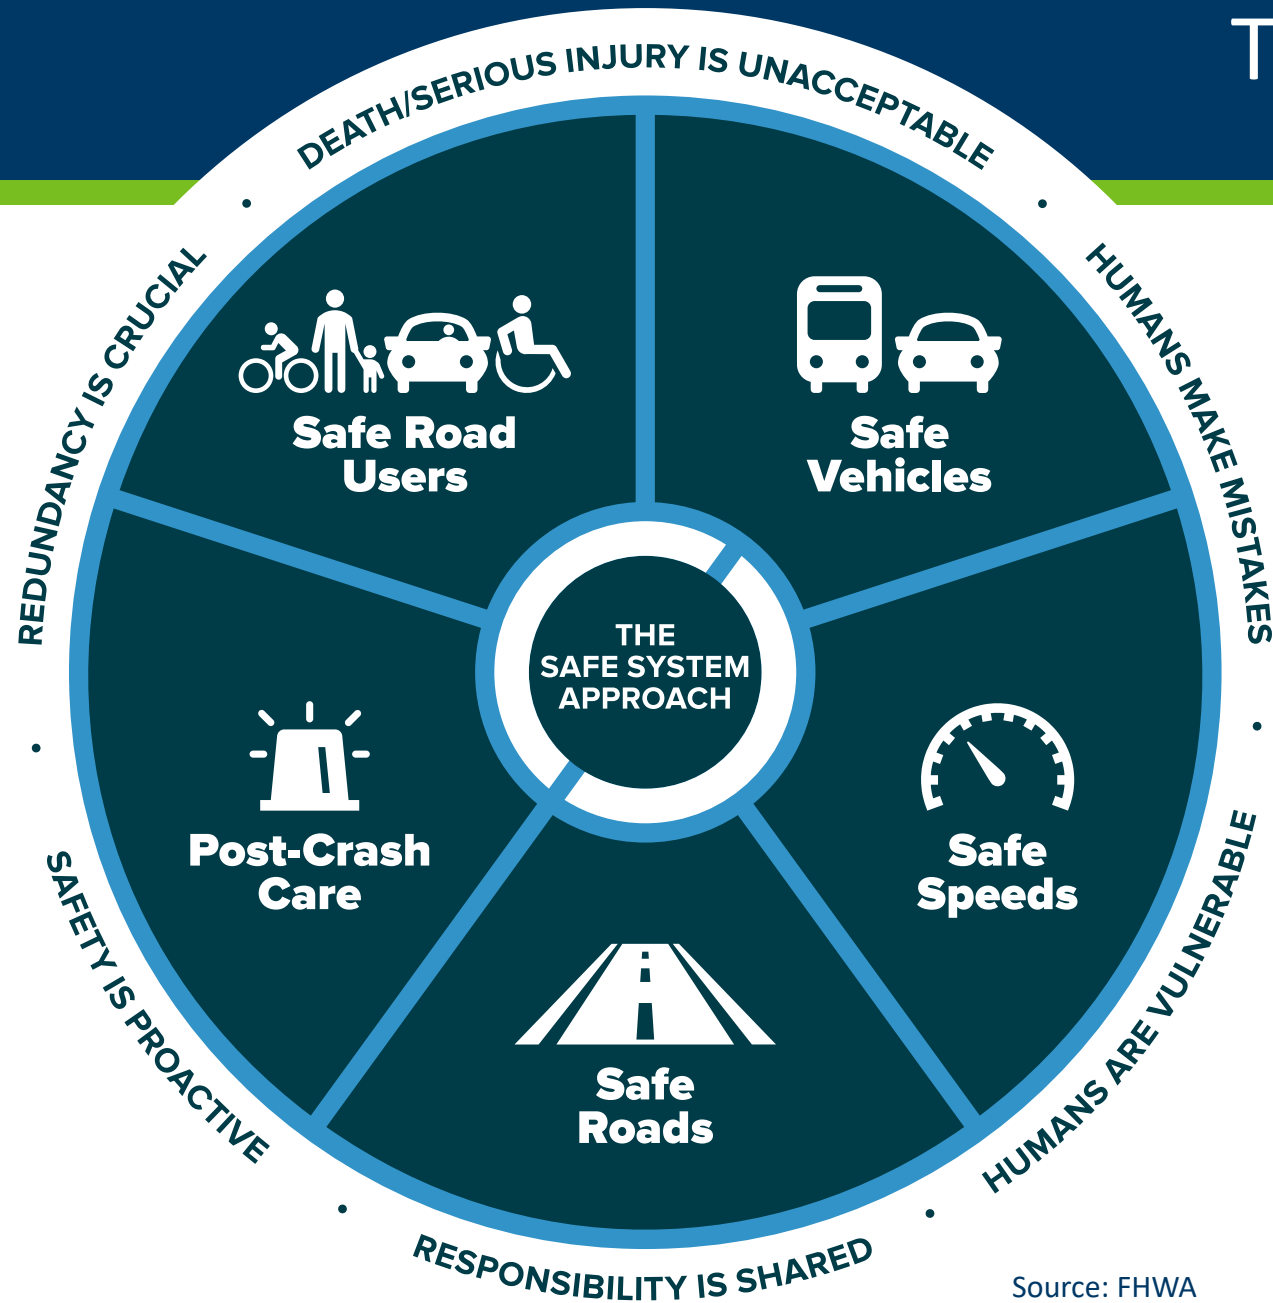 T
DEATH/SERIOUS INJURY IS UNACCEPTABLE
HUMANS MAKE MISTAKES
HUMANS ARE VULNERABLE
RESPONSIBILITY IS SHARED
SAFETY IS PROACTIVE
REDUNDANCY IS CRUCIAL
Safe Road
Users
Safe
Vehicles
THE
SAFE SYSTEM
APPROACH
Post-Crash
Care
Safe
Speeds
Safe
Roads
Source: FHWA